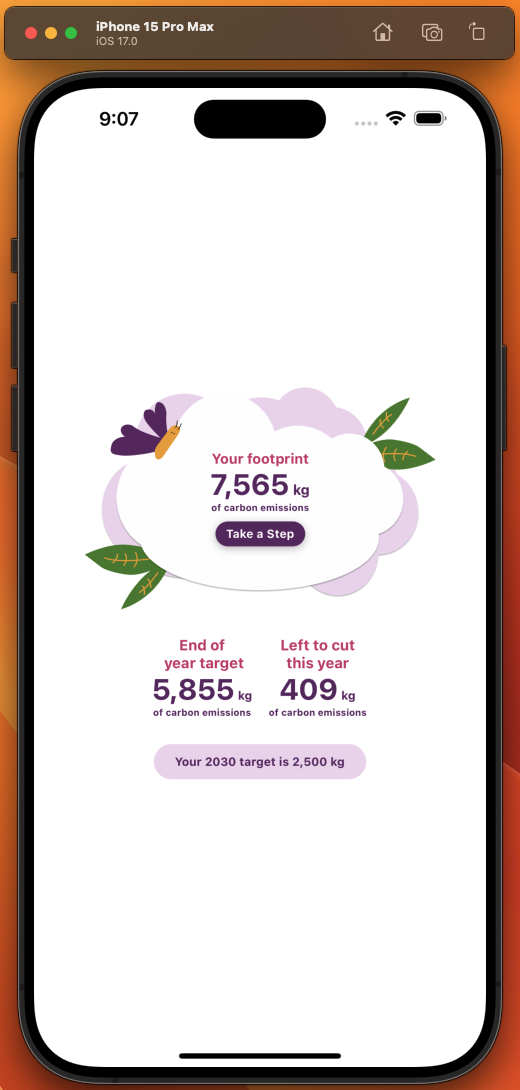 iPhone 15 Pro Max
iOS 17.0
9:07
Your footprint
7,565 kg
of carbon emissions
Take a Step
End of
year target
5,855 kg
of carbon emissions
Left to cut
this year
409 kg
of carbon emissions
Your 2030 target is 2,500 kg